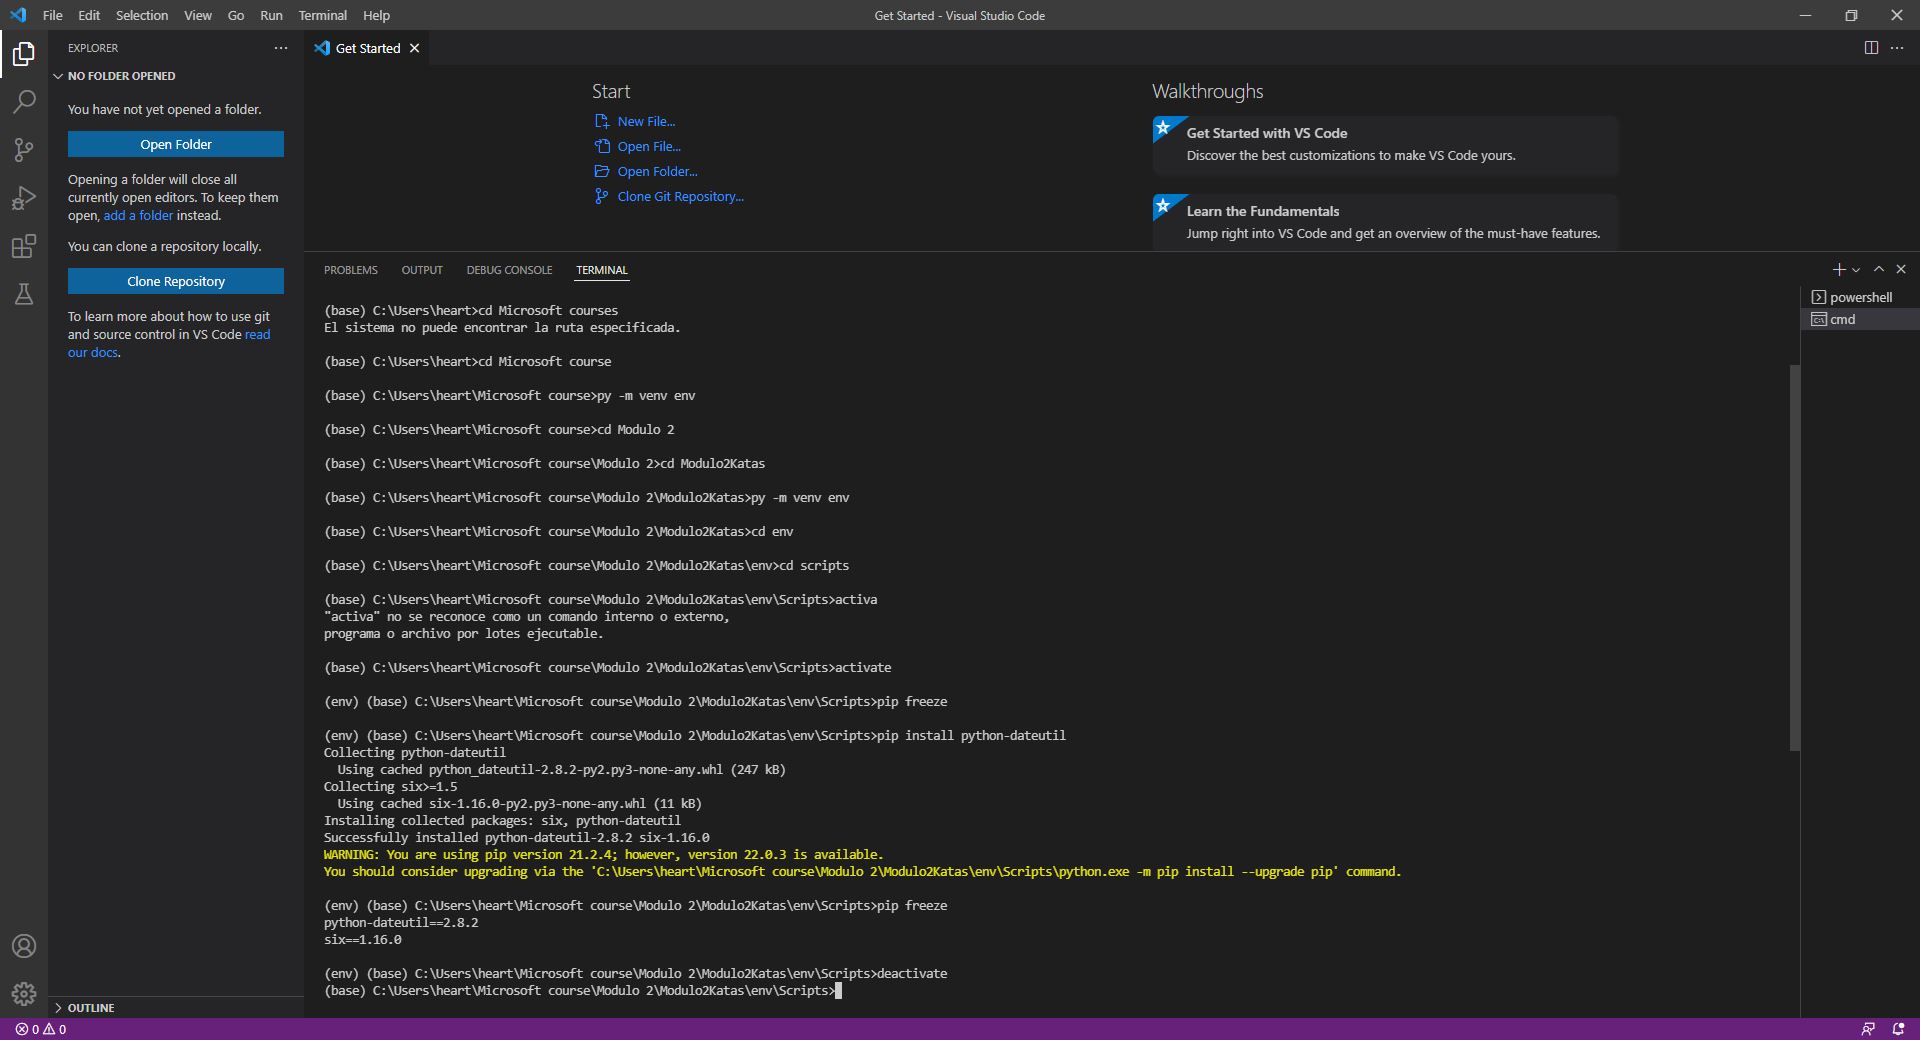 File Edit Selection View Go Run Terminal Help
Get Started - Visual Studio Code
EXPLORER
NO FOLDER OPENED
You have not yet opened a folder.
Open Folder
Opening a folder will close all
currently open editors. To keep them
open, add a folder instead.
You can clone a repository locally.
Clone Repository
To learn more about how to use git
and source control in VS Code read
our docs.
OUTLINE
Get Started
Start
New File...
Open File...
Open Folder...
Clone Git Repository...
Walkthroughs
Get Started with VS Code
Discover the best customizations to make VS Code yours.
Learn the Fundamentals
Jump right into VS Code and get an overview of the must-have features.
PROBLEMS OUTPUT DEBUG CONSOLE TERMINAL
(base) C:\Users\heart>cd Microsoft courses
El sistema no puede encontrar la ruta especificada.
(base) C:\Users\heart>cd Microsoft course
(base) C:\Users\heart\Microsoft course>py -m venv env
(base) C:\Users\heart\Microsoft course>cd Modulo 2
(base) C:\Users\heart\Microsoft course\Modulo 2>cd Modulo2Katas
(base) C:\Users\heart\Microsoft course\Modulo 2\Modulo2Katas>py -m venv env
(base) C:\Users\heart\Microsoft course\Modulo 2\Modulo2Katas>cd env
(base) C:\Users\heart\Microsoft course\Modulo 2\Modulo2Katas\env>cd scripts
(base) C:\Users\heart\Microsoft course\Modulo 2\Modulo2Katas\env\Scripts>activa
"activa" no se reconoce como un comando interno o externo,
programa o archivo por lotes ejecutable.
(base) C:\Users\heart\Microsoft course\Modulo 2\Modulo2Katas\env\Scripts>activate
(env) (base) C:\Users\heart\Microsoft course\Modulo 2\Modulo2Katas\env\Scripts>pip freeze
(env) (base) C:\Users\heart\Microsoft course\Modulo 2\Modulo2Katas\env\Scripts>pip install python-dateutil
Collecting python-dateutil
  Using cached python_dateutil-2.8.2-py2.py3-none-any.whl (247 kB)
Collecting six>=1.5
  Using cached six-1.16.0-py2.py3-none-any.whl (11 kB)
Installing collected packages: six, python-dateutil
Successfully installed python-dateutil-2.8.2 six-1.16.0
WARNING: You are using pip version 21.2.4; however, version 22.0.3 is available.
You should consider upgrading via the 'C:\Users\heart\Microsoft course\Modulo 2\Modulo2Katas\env\Scripts\python.exe -m pip install --upgrade pip' command.
(env) (base) C:\Users\heart\Microsoft course\Modulo 2\Modulo2Katas\env\Scripts>pip freeze
python-dateutil==2.8.2
six==1.16.0
(env) (base) C:\Users\heart\Microsoft course\Modulo 2\Modulo2Katas\env\Scripts>deactivate
(base) C:\Users\heart\Microsoft course\Modulo 2\Modulo2Katas\env\Scripts>
powershell
cmd
0 0